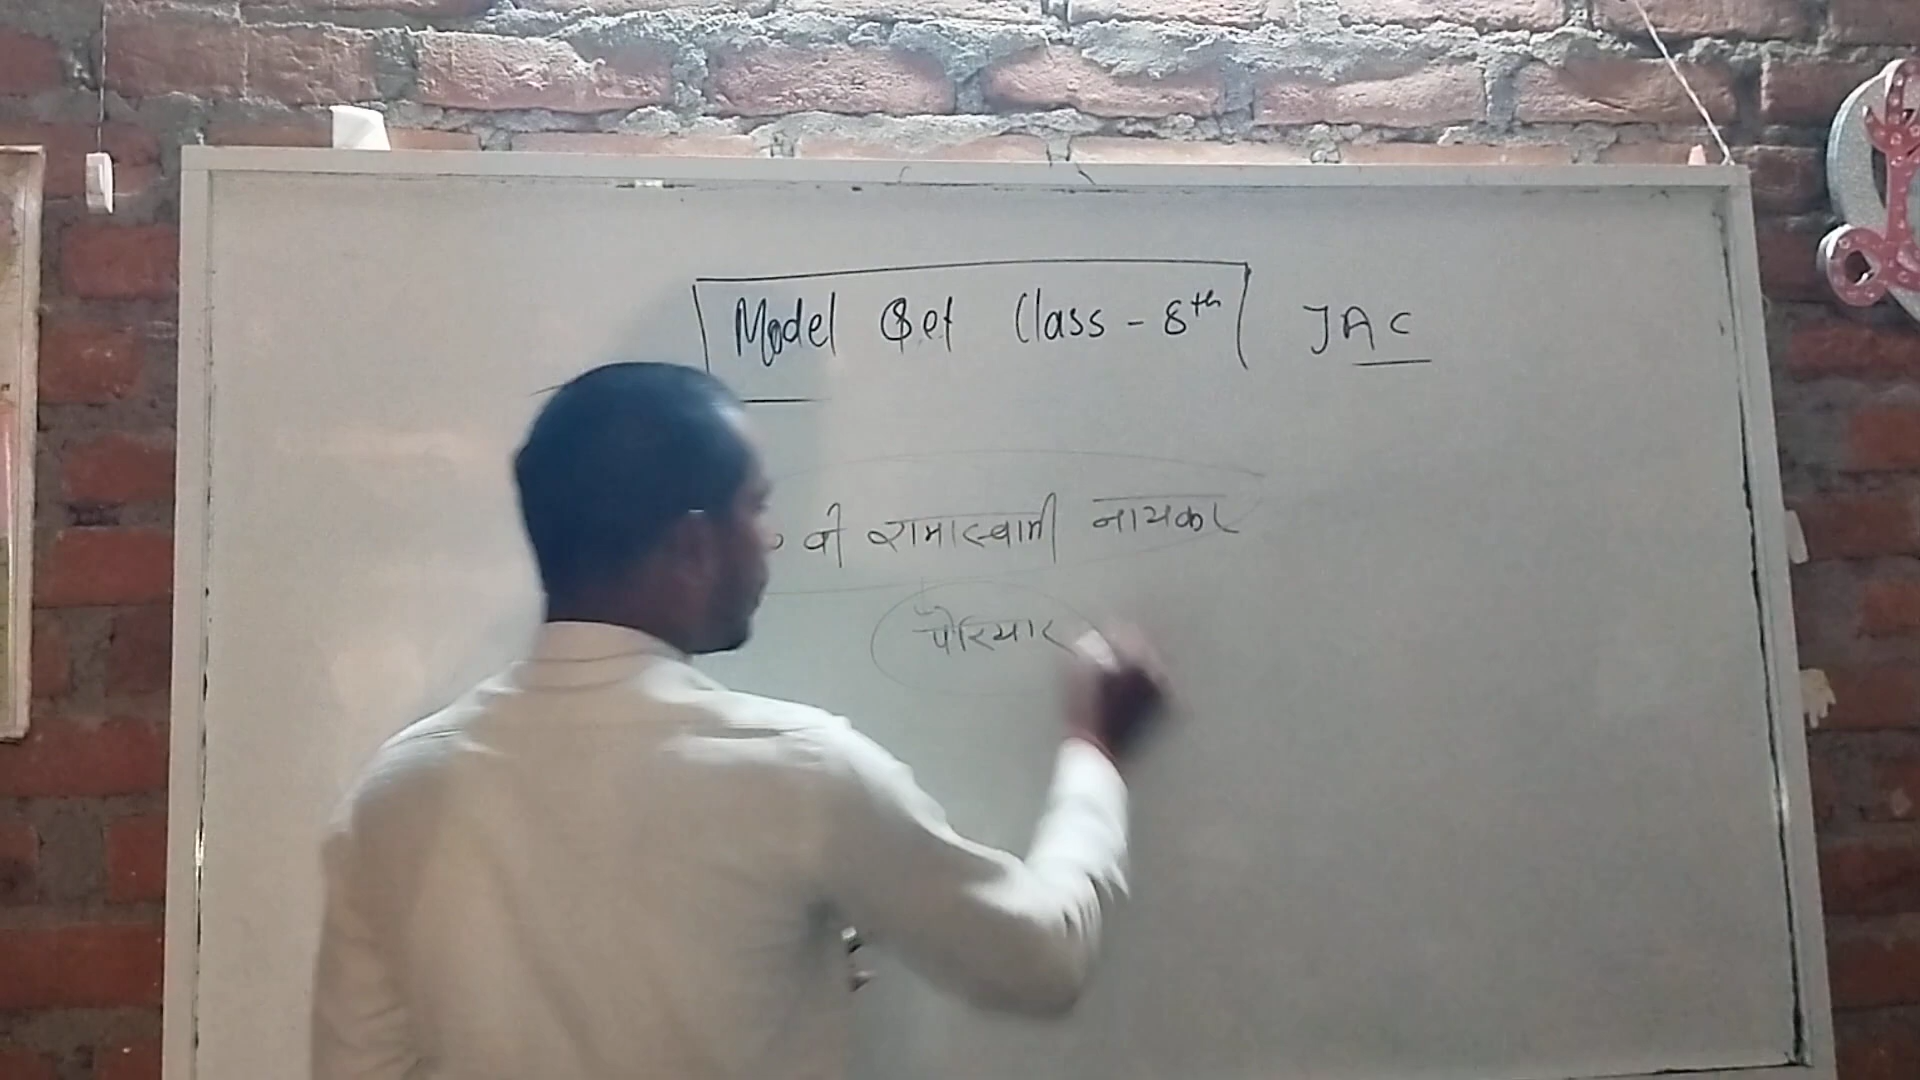 Model Set Class - 8th JAC
वी रामास्वामी नायकर
पेरियार